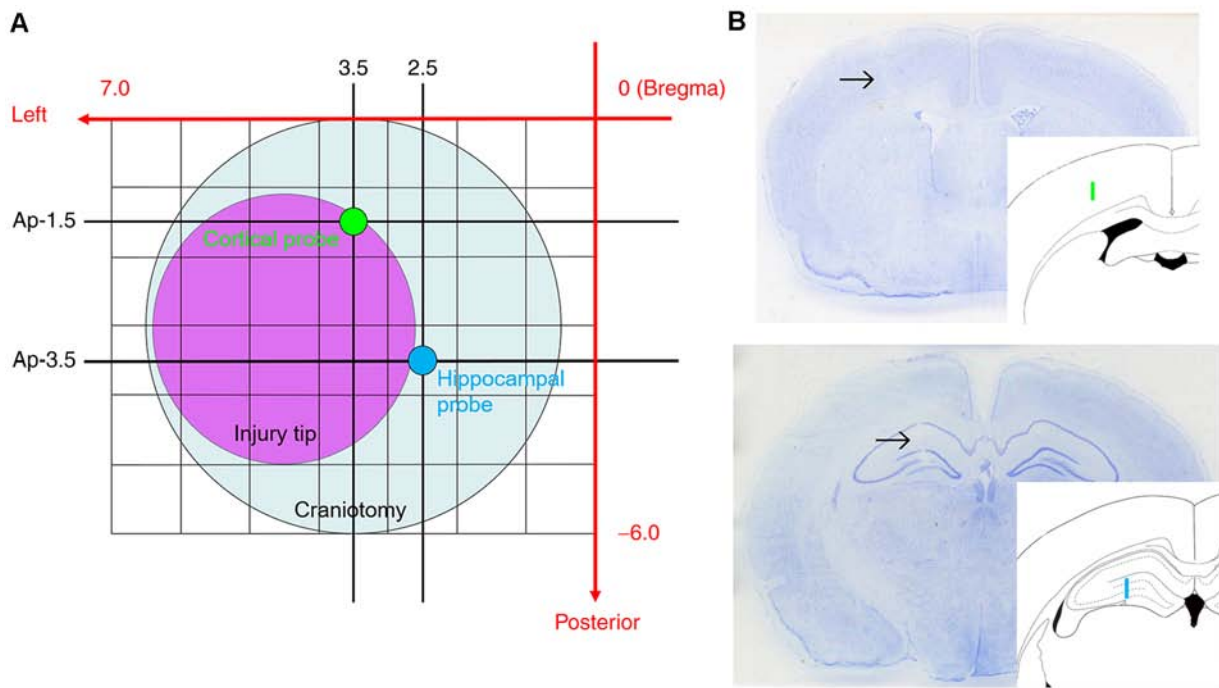 A
B
3.5 2.5
7.0
0 (Bregma)
Left
Ap-1.5
Cortical probe
Ap-3.5
Hippocampal
probe
Injury tip
Craniotomy
–6.0
Posterior